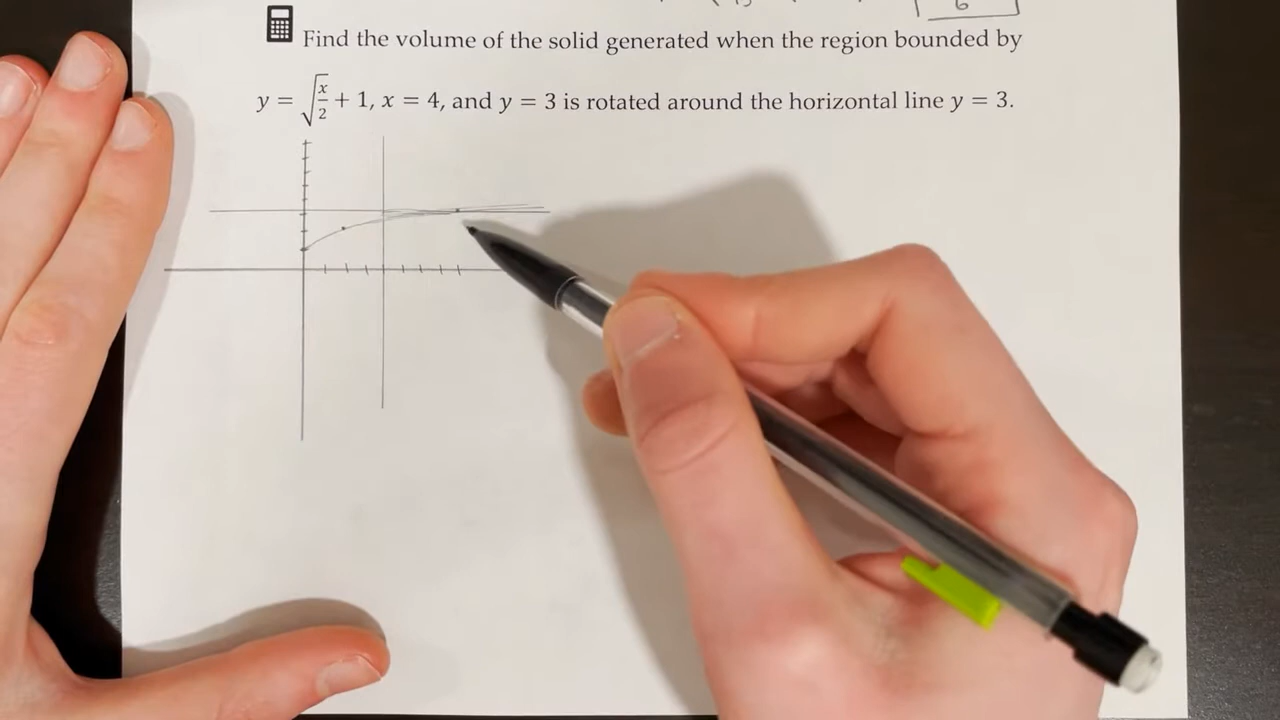 6
Find the volume of the solid generated when the region bounded by
y = √(x/2) + 1, x = 4, and y = 3 is rotated around the horizontal line y = 3.